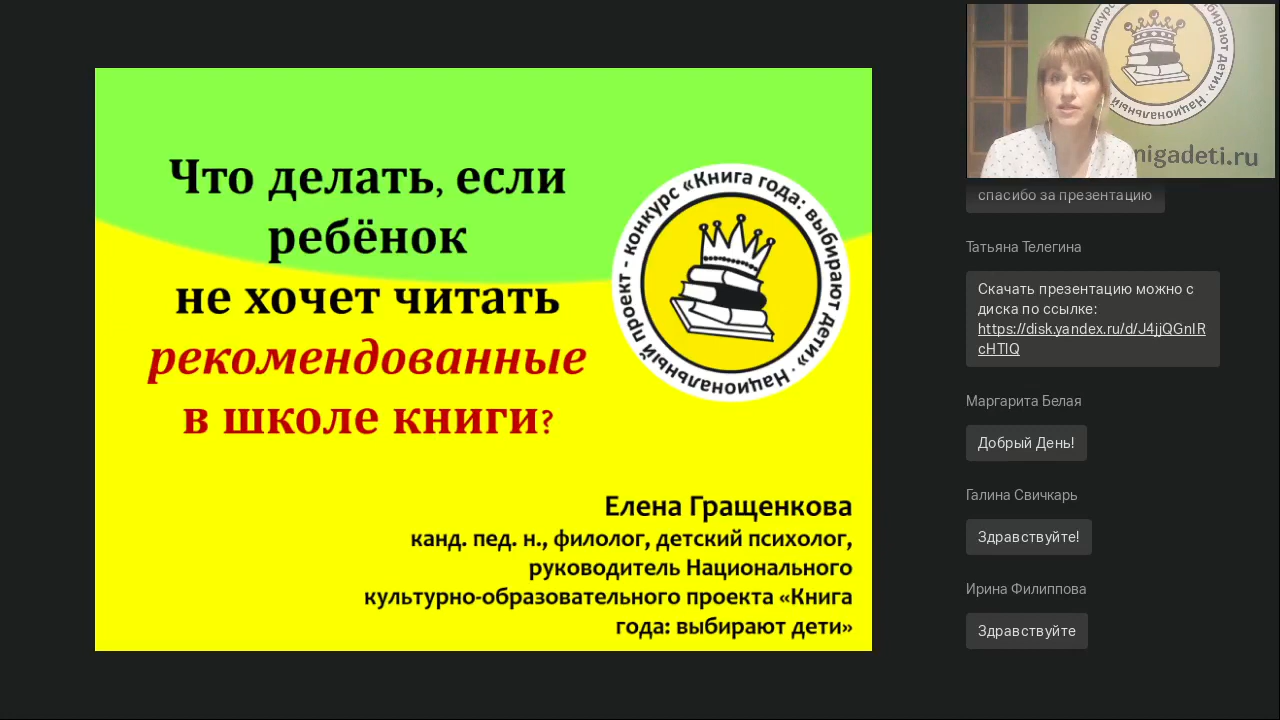 Что делать, если
ребёнок
не хочет читать
рекомендованные
в школе книги?
Национальный проект - конкурс «Книга года: выбирают дети» ·
Елена Гращенкова
канд. пед. н., филолог, детский психолог,
руководитель Национального
культурно-образовательного проекта «Книга
года: выбирают дети»
nigadeti.ru
спасибо за презентацию
Татьяна Телегина
Скачать презентацию можно с
диска по ссылке:
https://disk.yandex.ru/d/J4jjQGnIR
cHTlQ
Маргарита Белая
Добрый День!
Галина Свичкарь
Здравствуйте!
Ирина Филиппова
Здравствуйте